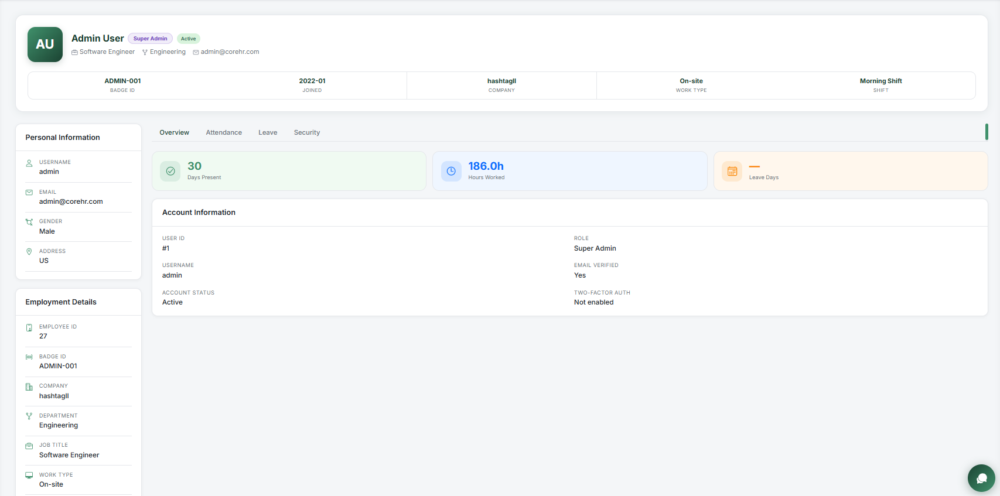 AU
Admin User Super Admin Active
Software Engineer Engineering admin@corehr.com
ADMIN-001 2022-01 hashtagll On-site Morning Shift
BADGE ID JOINED COMPANY WORK TYPE SHIFT
Personal Information
USERNAME
admin
EMAIL
admin@corehr.com
GENDER
Male
ADDRESS
US
Employment Details
EMPLOYEE ID
27
BADGE ID
ADMIN-001
COMPANY
hashtagll
DEPARTMENT
Engineering
JOB TITLE
Software Engineer
WORK TYPE
On-site
Overview Attendance Leave Security
30
Days Present
186.0h
Hours Worked
—
Leave Days
Account Information
USER ID
#1
ROLE
Super Admin
USERNAME
admin
EMAIL VERIFIED
Yes
ACCOUNT STATUS
Active
TWO-FACTOR AUTH
Not enabled